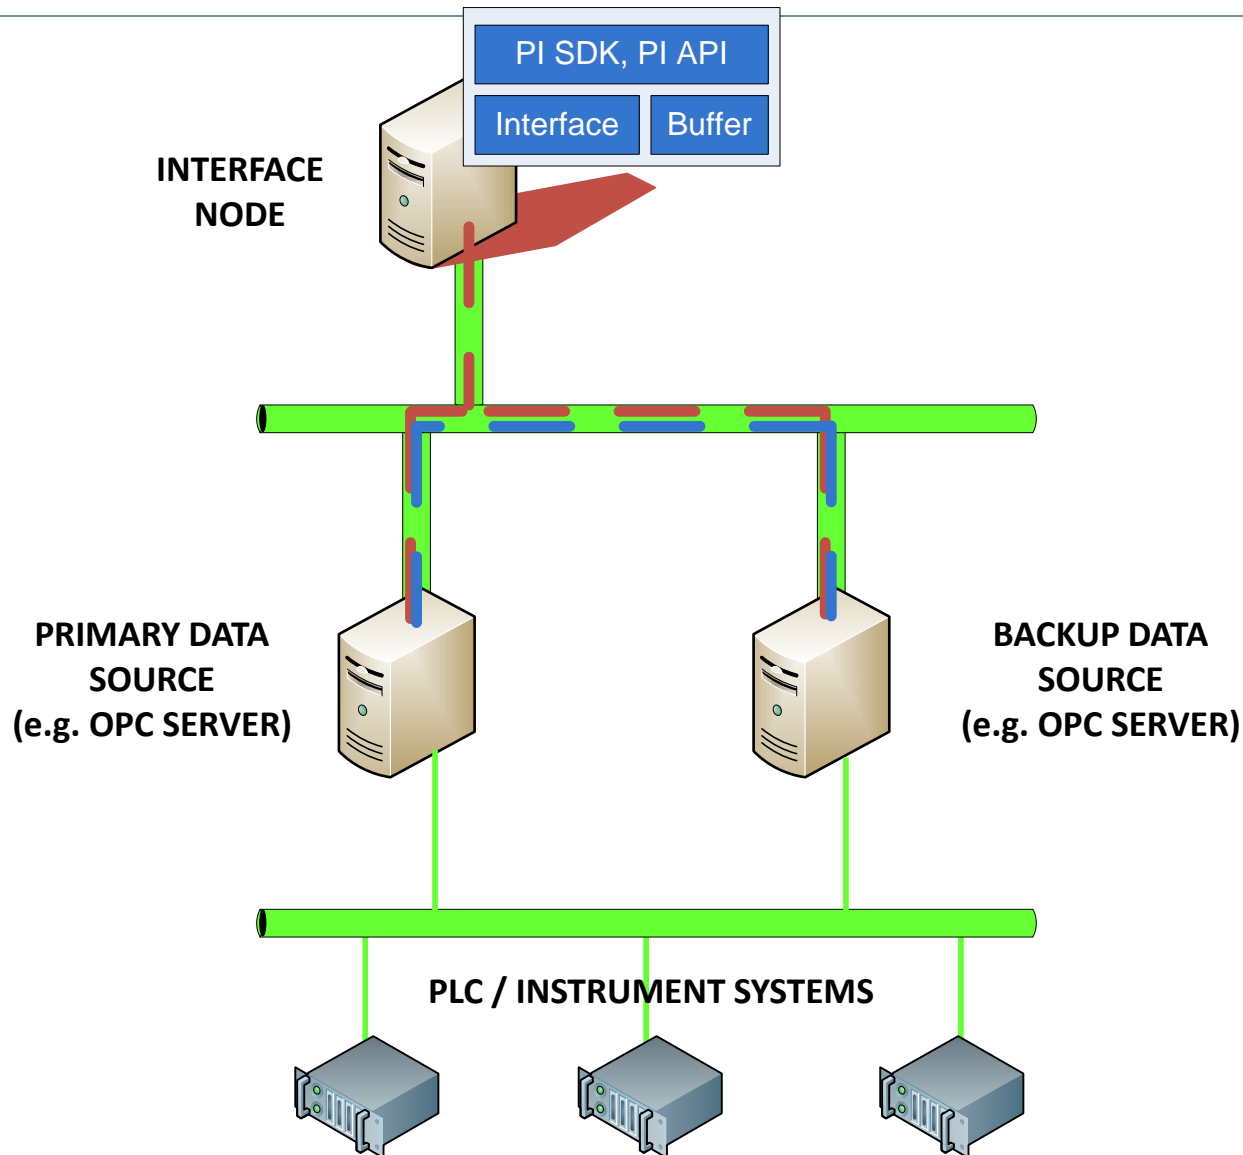 PI SDK, PI API
Interface
Buffer
INTERFACE
NODE
PRIMARY DATA
SOURCE
(e.g. OPC SERVER)
BACKUP DATA
SOURCE
(e.g. OPC SERVER)
PLC / INSTRUMENT SYSTEMS